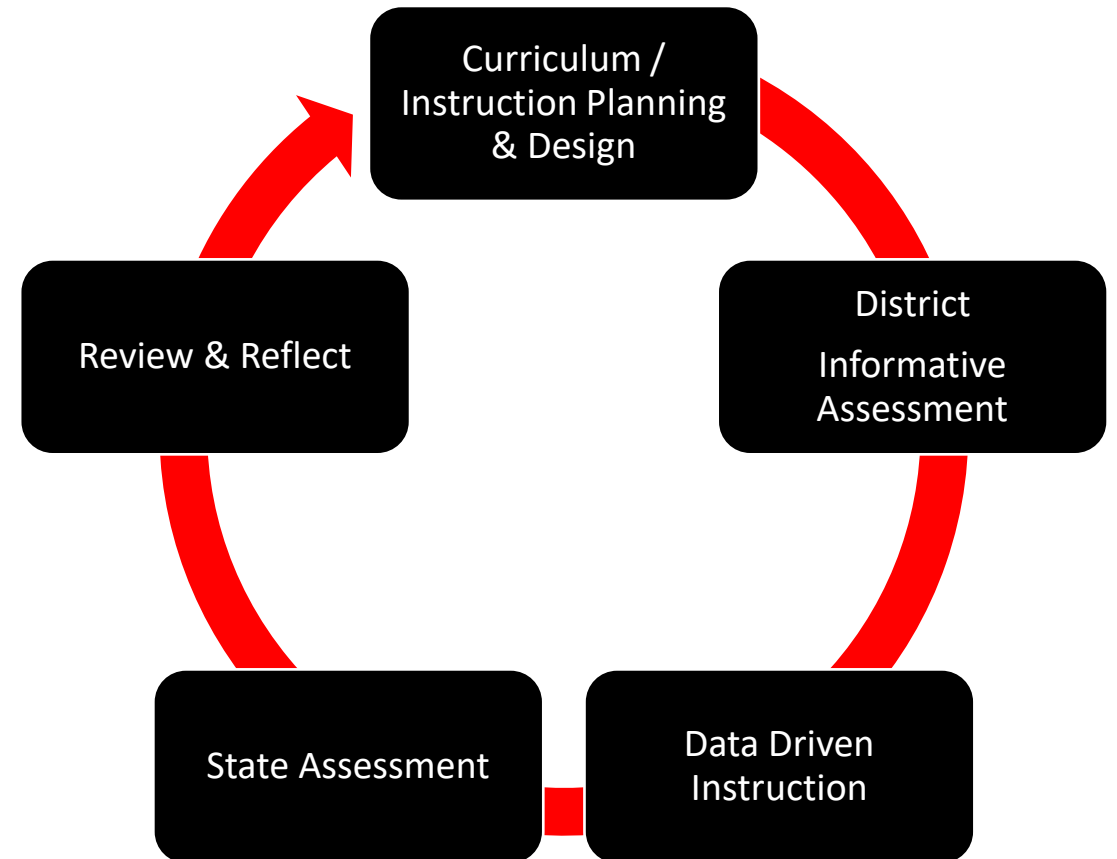 Curriculum /
Instruction Planning
& Design
District
Informative
Assessment
Data Driven
Instruction
State Assessment
Review & Reflect